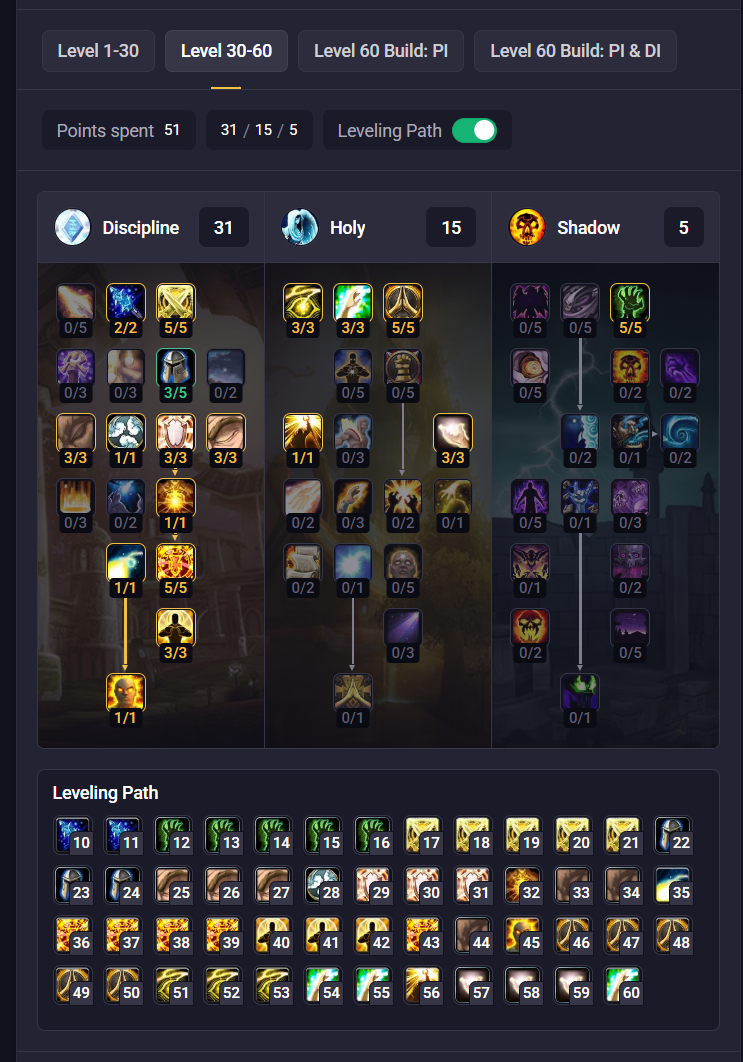 Level 1-30 Level 30-60 Level 60 Build: PI Level 60 Build: PI & DI
Points spent 51 31 / 15 / 5 Leveling Path
Discipline 31 Holy 15 Shadow 5
0/5 2/2 5/5 3/3 3/3 5/5 0/5 0/5 5/5
0/3 0/3 3/5 0/2 0/5 0/5 0/5 0/2 0/2
3/3 1/1 3/3 3/3 1/1 0/3 3/3 0/2 0/1 0/2
0/3 0/2 1/1 0/2 0/3 0/2 0/1 0/5 0/1 0/3
1/1 5/5 0/2 0/1 0/5 0/1 0/2
3/3 0/3 0/2 0/5
1/1 0/1 0/1
Leveling Path
10 11 12 13 14 15 16 17 18 19 20 21 22
23 24 25 26 27 28 29 30 31 32 33 34 35
36 37 38 39 40 41 42 43 44 45 46 47 48
49 50 51 52 53 54 55 56 57 58 59 60